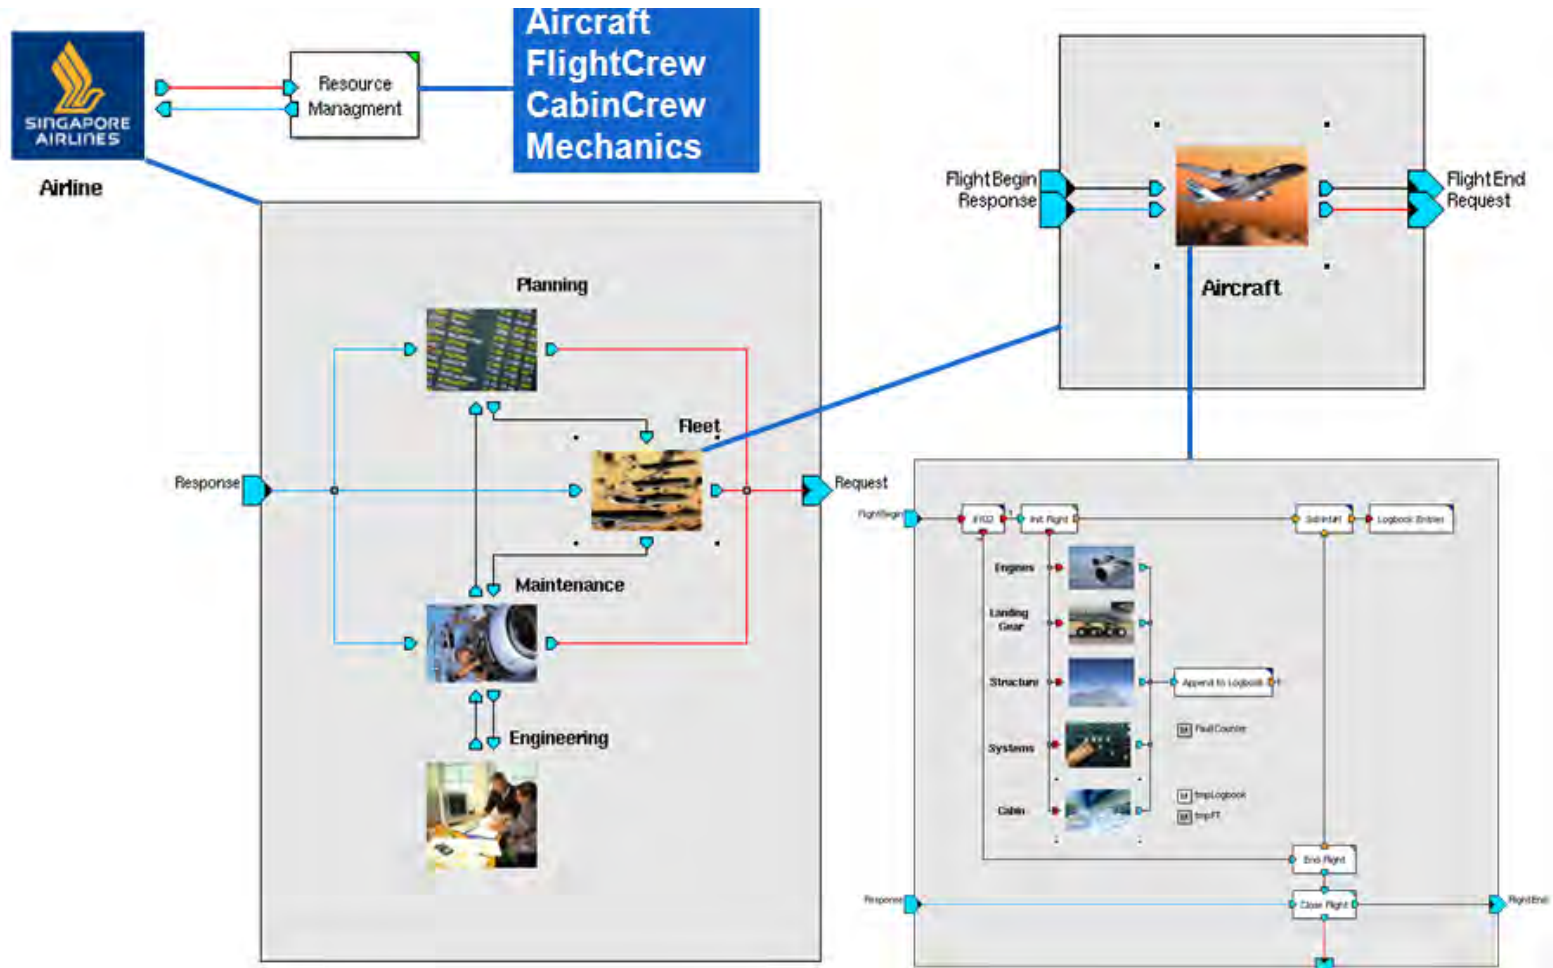 SINGAPORE
AIRLINES
Airline
Resource
Managment
Aircraft
FlightCrew
CabinCrew
Mechanics
Planning
Fleet
Response
Request
Maintenance
Engineering
Flight Begin
Response
Flight End
Request
Aircraft
FlightBegin
Init Flight
Logbook Entries
Engines
Landing
Gear
Structure
Append to Logbook
Systems
FaultCounter
Cabin
M tmpLogbook
M tmpFT
End Flight
Response
Close Flight
FlightEnd